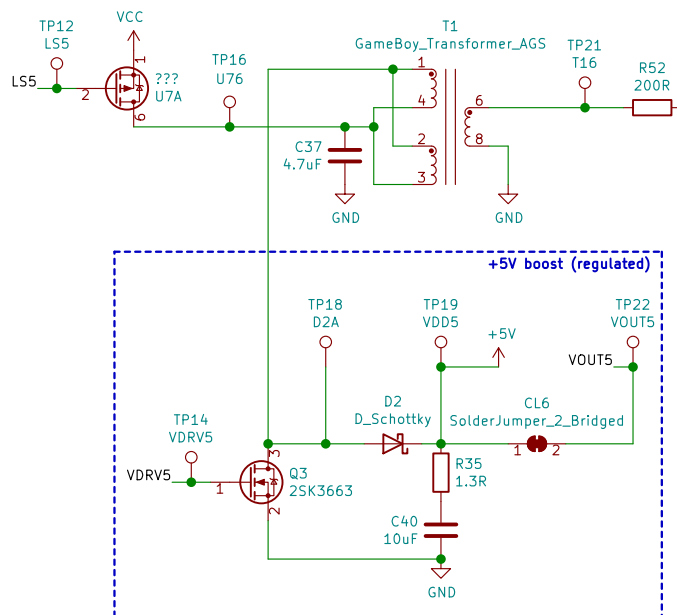 TP12
LS5
VCC
T1
GameBoy_Transformer_AGS
TP16
U76
TP21
T16
R52
200R
LS5
2
1
6
???
U7A
1
4
2
3
6
8
C37
4.7uF
GND
GND
+5V boost (regulated)
TP18
D2A
TP19
VDD5
+5V
TP22
VOUT5
VOUT5
D2
D_Schottky
CL6
SolderJumper_2_Bridged
1
2
TP14
VDRV5
VDRV5
1
3
2
Q3
2SK3663
R35
1.3R
C40
10uF
GND